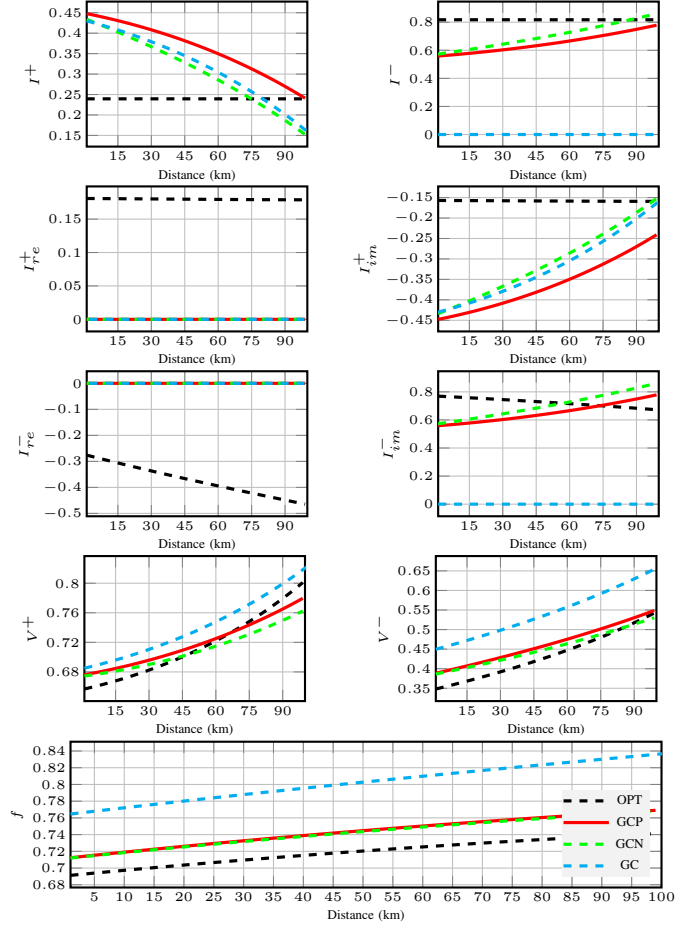 0.45
0.4
0.35
0.3
0.25
0.2
0.15
I+
15 30 45 60 75 90
Distance (km)
0.8
0.6
0.4
0.2
0
I−
15 30 45 60 75 90
Distance (km)
0.15
0.1
0.05
0
I+re
15 30 45 60 75 90
Distance (km)
−0.15
−0.2
−0.25
−0.3
−0.35
−0.4
−0.45
I+im
15 30 45 60 75 90
Distance (km)
0
−0.1
−0.2
−0.3
−0.4
−0.5
I−re
15 30 45 60 75 90
Distance (km)
0.8
0.6
0.4
0.2
0
I−im
15 30 45 60 75 90
Distance (km)
0.8
0.76
0.72
0.68
V+
15 30 45 60 75 90
Distance (km)
0.65
0.6
0.55
0.5
0.45
0.4
0.35
V−
15 30 45 60 75 90
Distance (km)
0.84
0.82
0.8
0.78
0.76
0.74
0.72
0.7
0.68
f
OPT
GCP
GCN
GC
5 10 15 20 25 30 35 40 45 50 55 60 65 70 75 80 85 90 95 100
Distance (km)